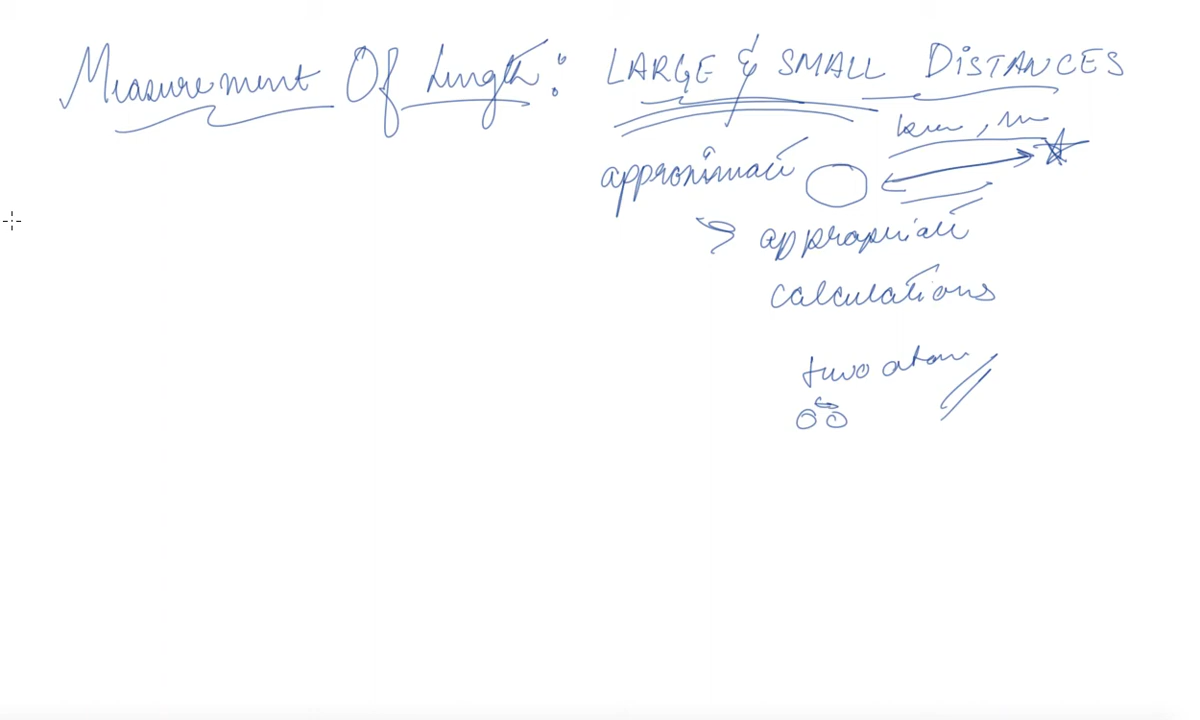 Measurement Of Length: LARGE & SMALL DISTANCES
km, m
approximate
appropriate
calculations
two atom